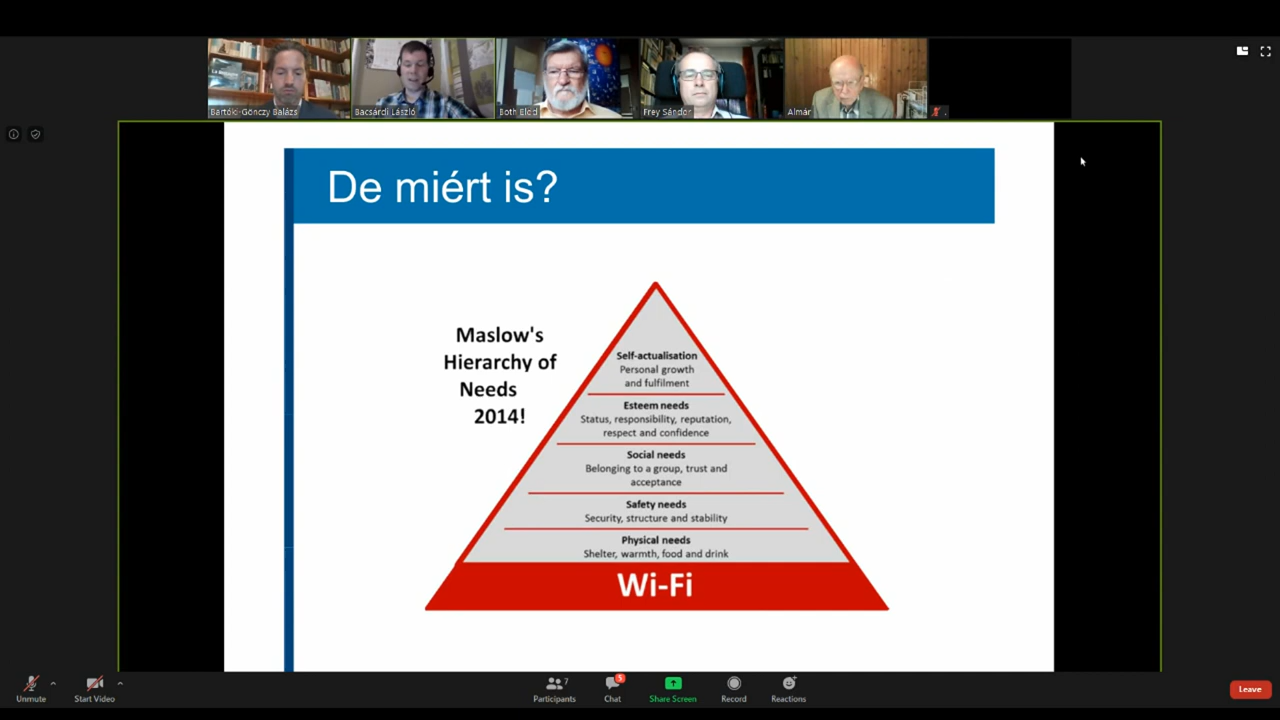 Bartóki-Gönczy Balázs
Bacsárdi László
Both Előd
Frey Sándor
Almár
De miért is?
Maslow's
Hierarchy of
Needs
2014!
Self-actualisation
Personal growth
and fulfilment
Esteem needs
Status, responsibility, reputation,
respect and confidence
Social needs
Belonging to a group, trust and
acceptance
Safety needs
Security, structure and stability
Physical needs
Shelter, warmth, food and drink
Wi-Fi
Unmute
Start Video
Participants
7
Chat
5
Share Screen
Record
Reactions
Leave